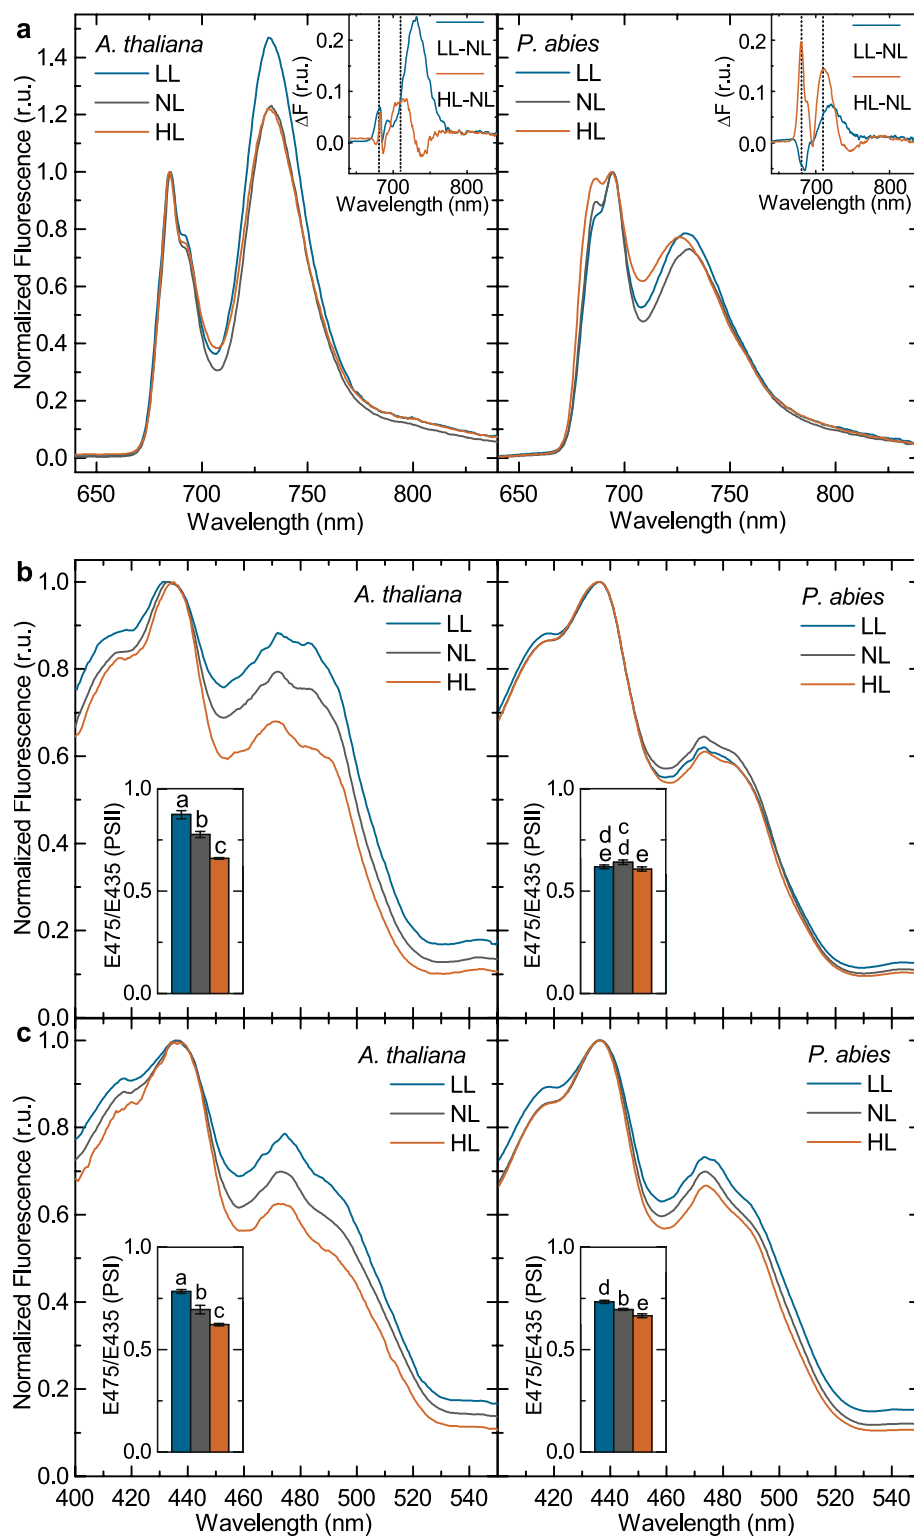 a
A. thaliana
LL
NL
HL
LL-NL
HL-NL
ΔF (r.u.)
0.2
0.1
0.0
700
800
Wavelength (nm)
P. abies
LL
NL
HL
LL-NL
HL-NL
ΔF (r.u.)
0.2
0.1
0.0
700
800
Wavelength (nm)
Normalized Fluorescence (r.u.)
1.4
1.2
1.0
0.8
0.6
0.4
0.2
0.0
650 700 750 800
650 700 750 800
Wavelength (nm)
Wavelength (nm)
b
A. thaliana
LL
NL
HL
P. abies
LL
NL
HL
Normalized Fluorescence (r.u.)
1.0
0.8
0.6
0.4
0.2
0.0
E475/E435 (PSII)
1.0
0.5
0.0
a
b
c
E475/E435 (PSII)
1.0
0.5
0.0
d
e
c
d
e
c
A. thaliana
LL
NL
HL
P. abies
LL
NL
HL
Normalized Fluorescence (r.u.)
1.0
0.8
0.6
0.4
0.2
0.0
E475/E435 (PSI)
1.0
0.5
0.0
a
b
c
E475/E435 (PSI)
1.0
0.5
0.0
d
b
e
400 420 440 460 480 500 520 540
420 440 460 480 500 520 540
Wavelength (nm)
Wavelength (nm)